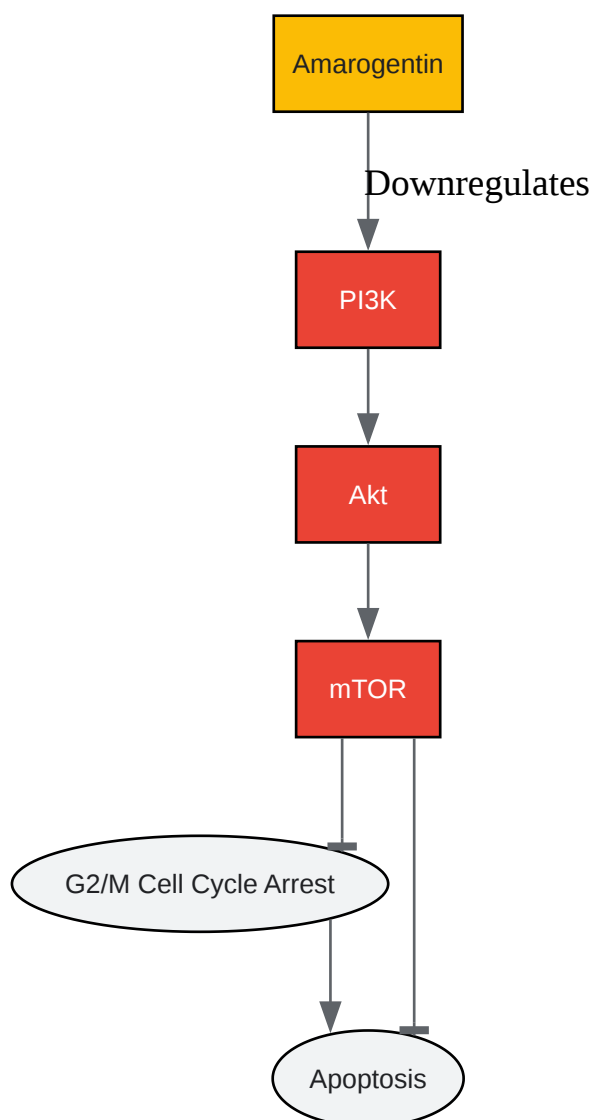 Amarogentin
Downregulates
PI3K
Akt
mTOR
G2/M Cell Cycle Arrest
Apoptosis